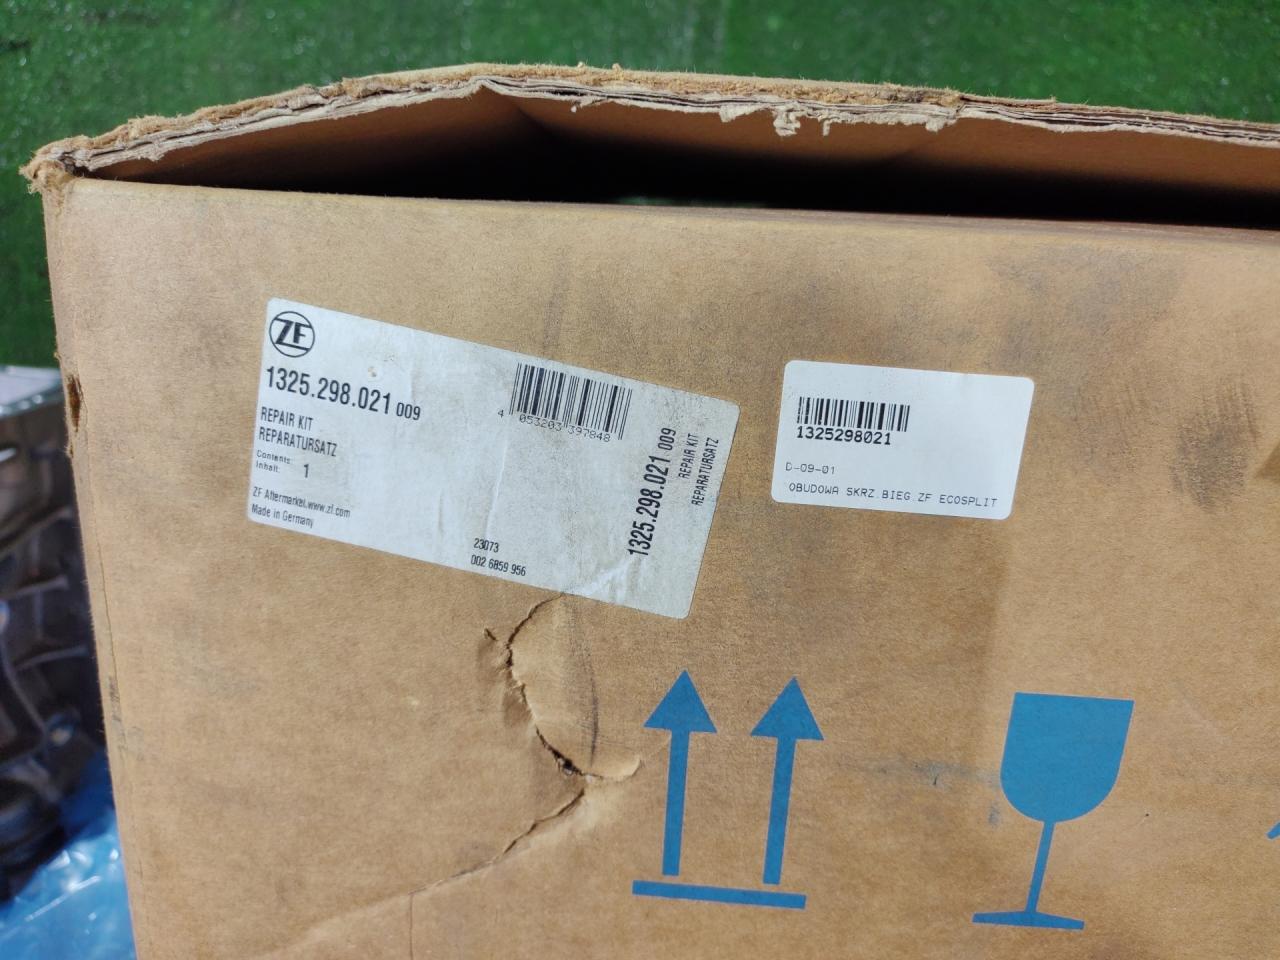 ZF
1325.298.021 009
REPAIR KIT
REPARATURSATZ
Contents:
Inhalt: 1
ZF Aftermarket.www.zf.com
Made in Germany
4 053203 397848
23073
002 6859 956
1325.298.021 009
REPAIR KIT
REPARATURSATZ
1325298021
D-09-01
OBUDOWA SKRZ.BIEG.ZF ECOSPLIT